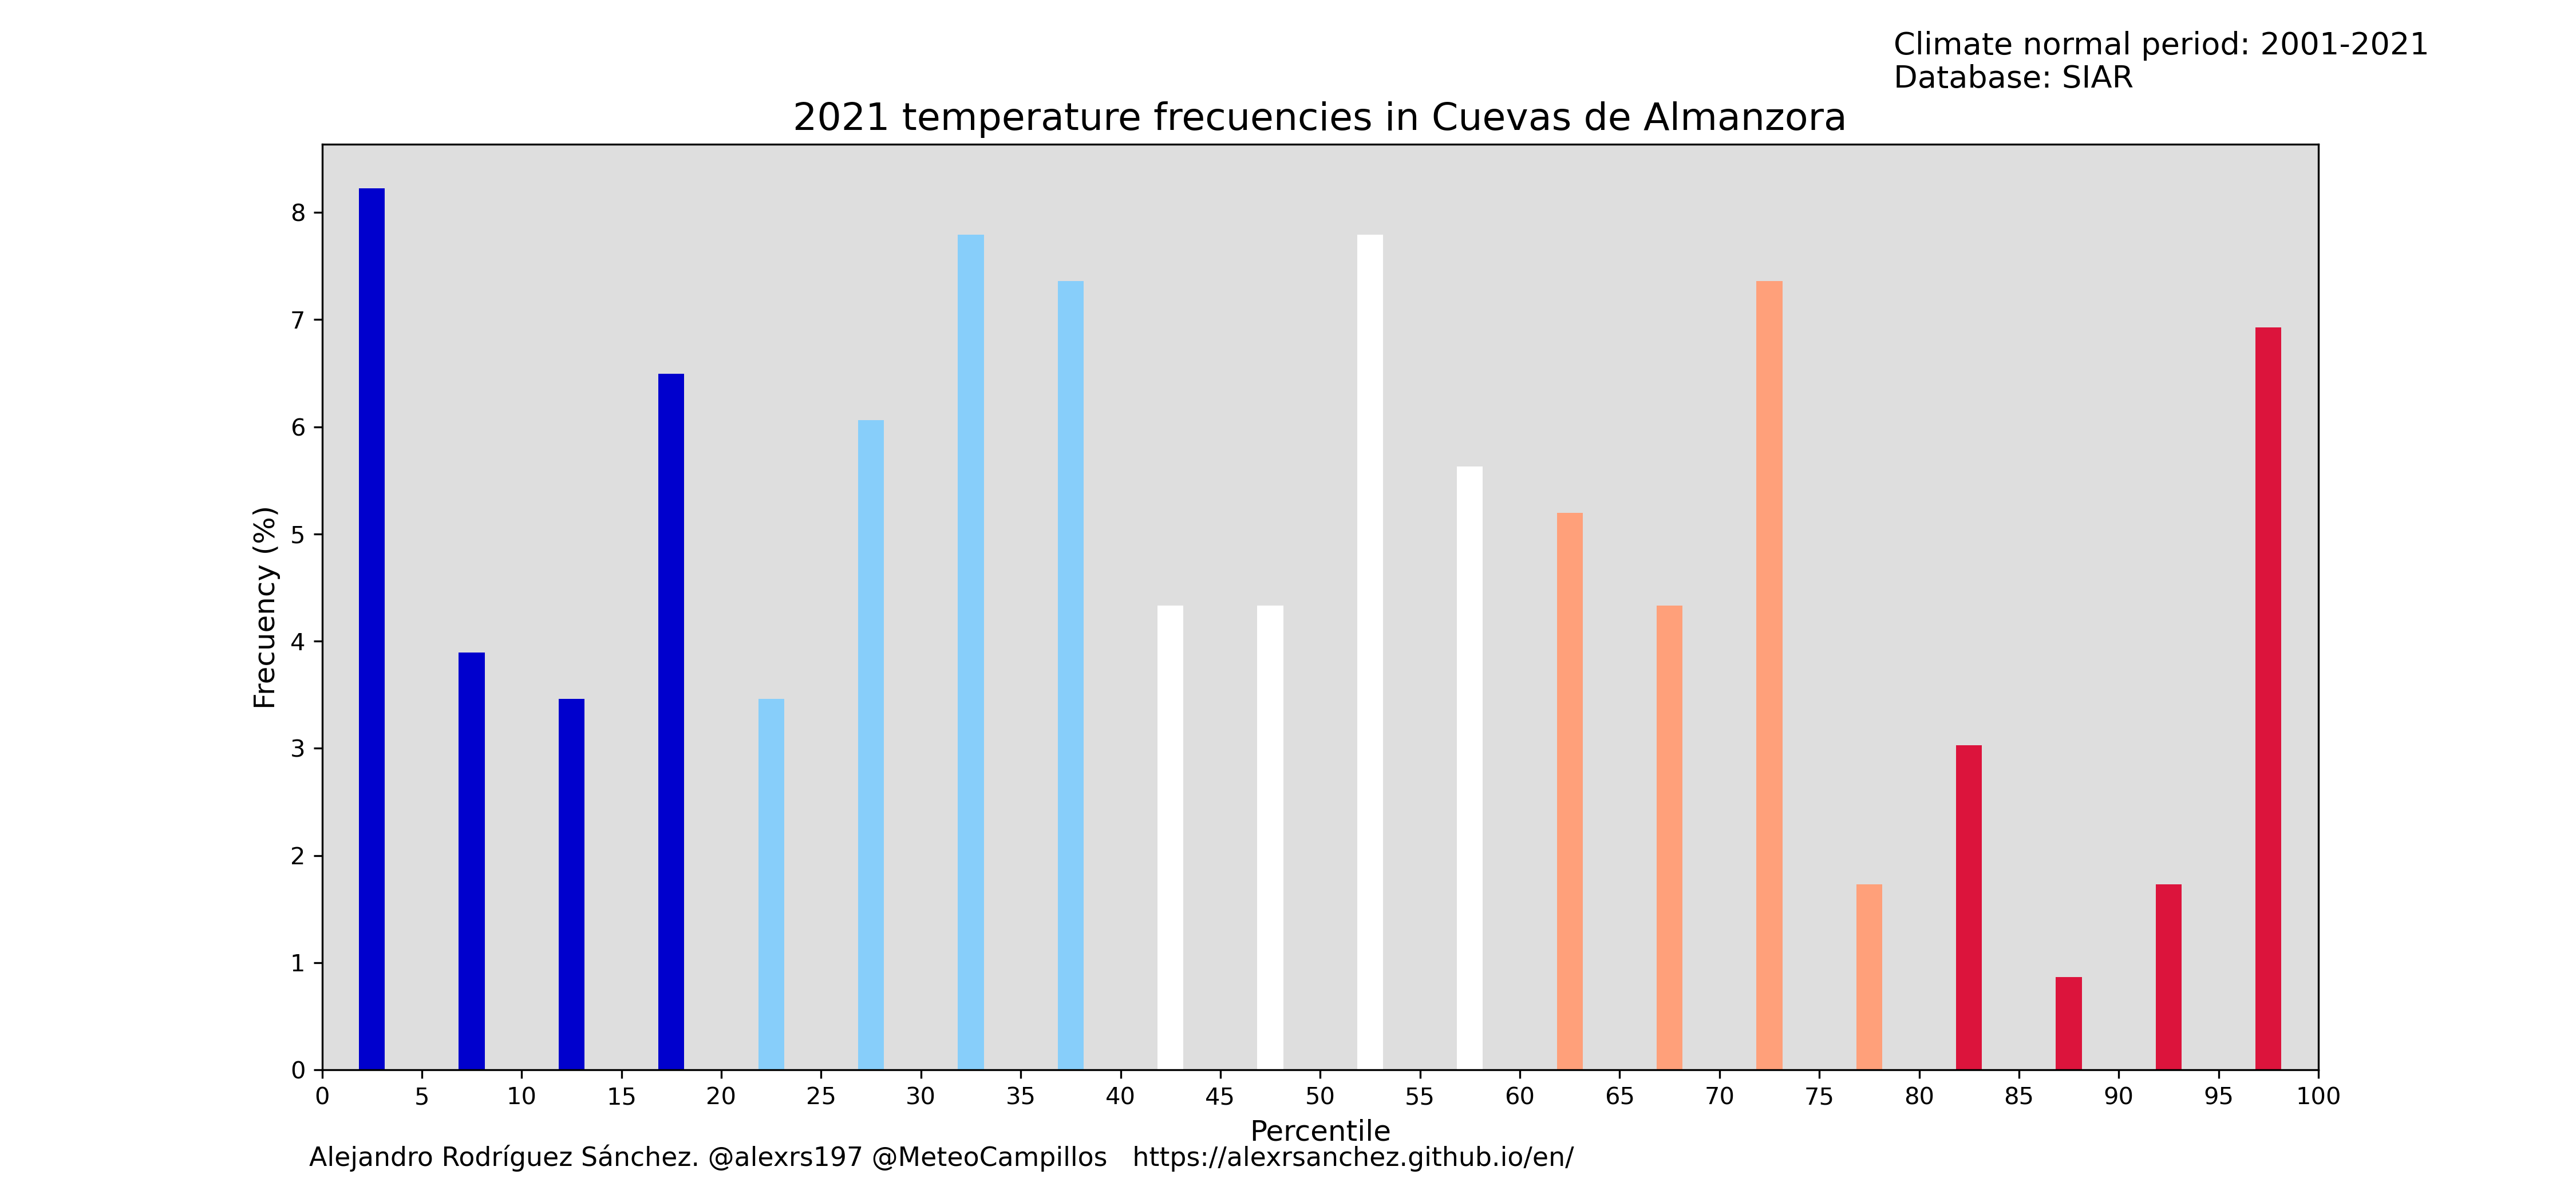 Climate normal period: 2001-2021
Database: SIAR
2021 temperature frecuencies in Cuevas de Almanzora
Frecuency (%)
8
7
6
5
4
3
2
1
0
0 5 10 15 20 25 30 35 40 45 50 55 60 65 70 75 80 85 90 95 100
Percentile
Alejandro Rodríguez Sánchez. @alexrs197 @MeteoCampillos https://alexrsanchez.github.io/en/